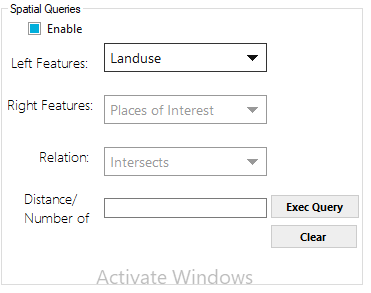 Spatial Queries
Enable
Left Features: Landuse
Right Features: Places of Interest
Relation: Intersects
Distance/
Number of
Exec Query
Clear
Activate Windows